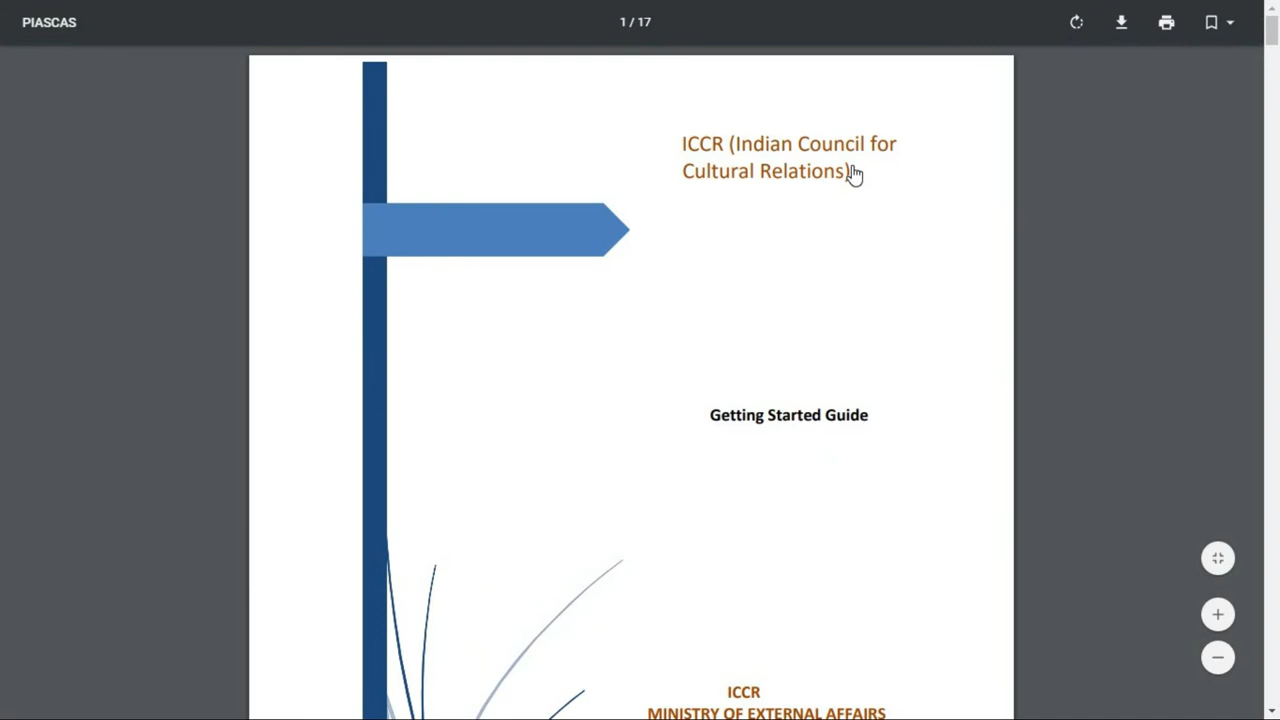 PIASCAS
1 / 17
ICCR (Indian Council for
Cultural Relations)
Getting Started Guide
ICCR
MINISTRY OF EXTERNAL AFFAIRS